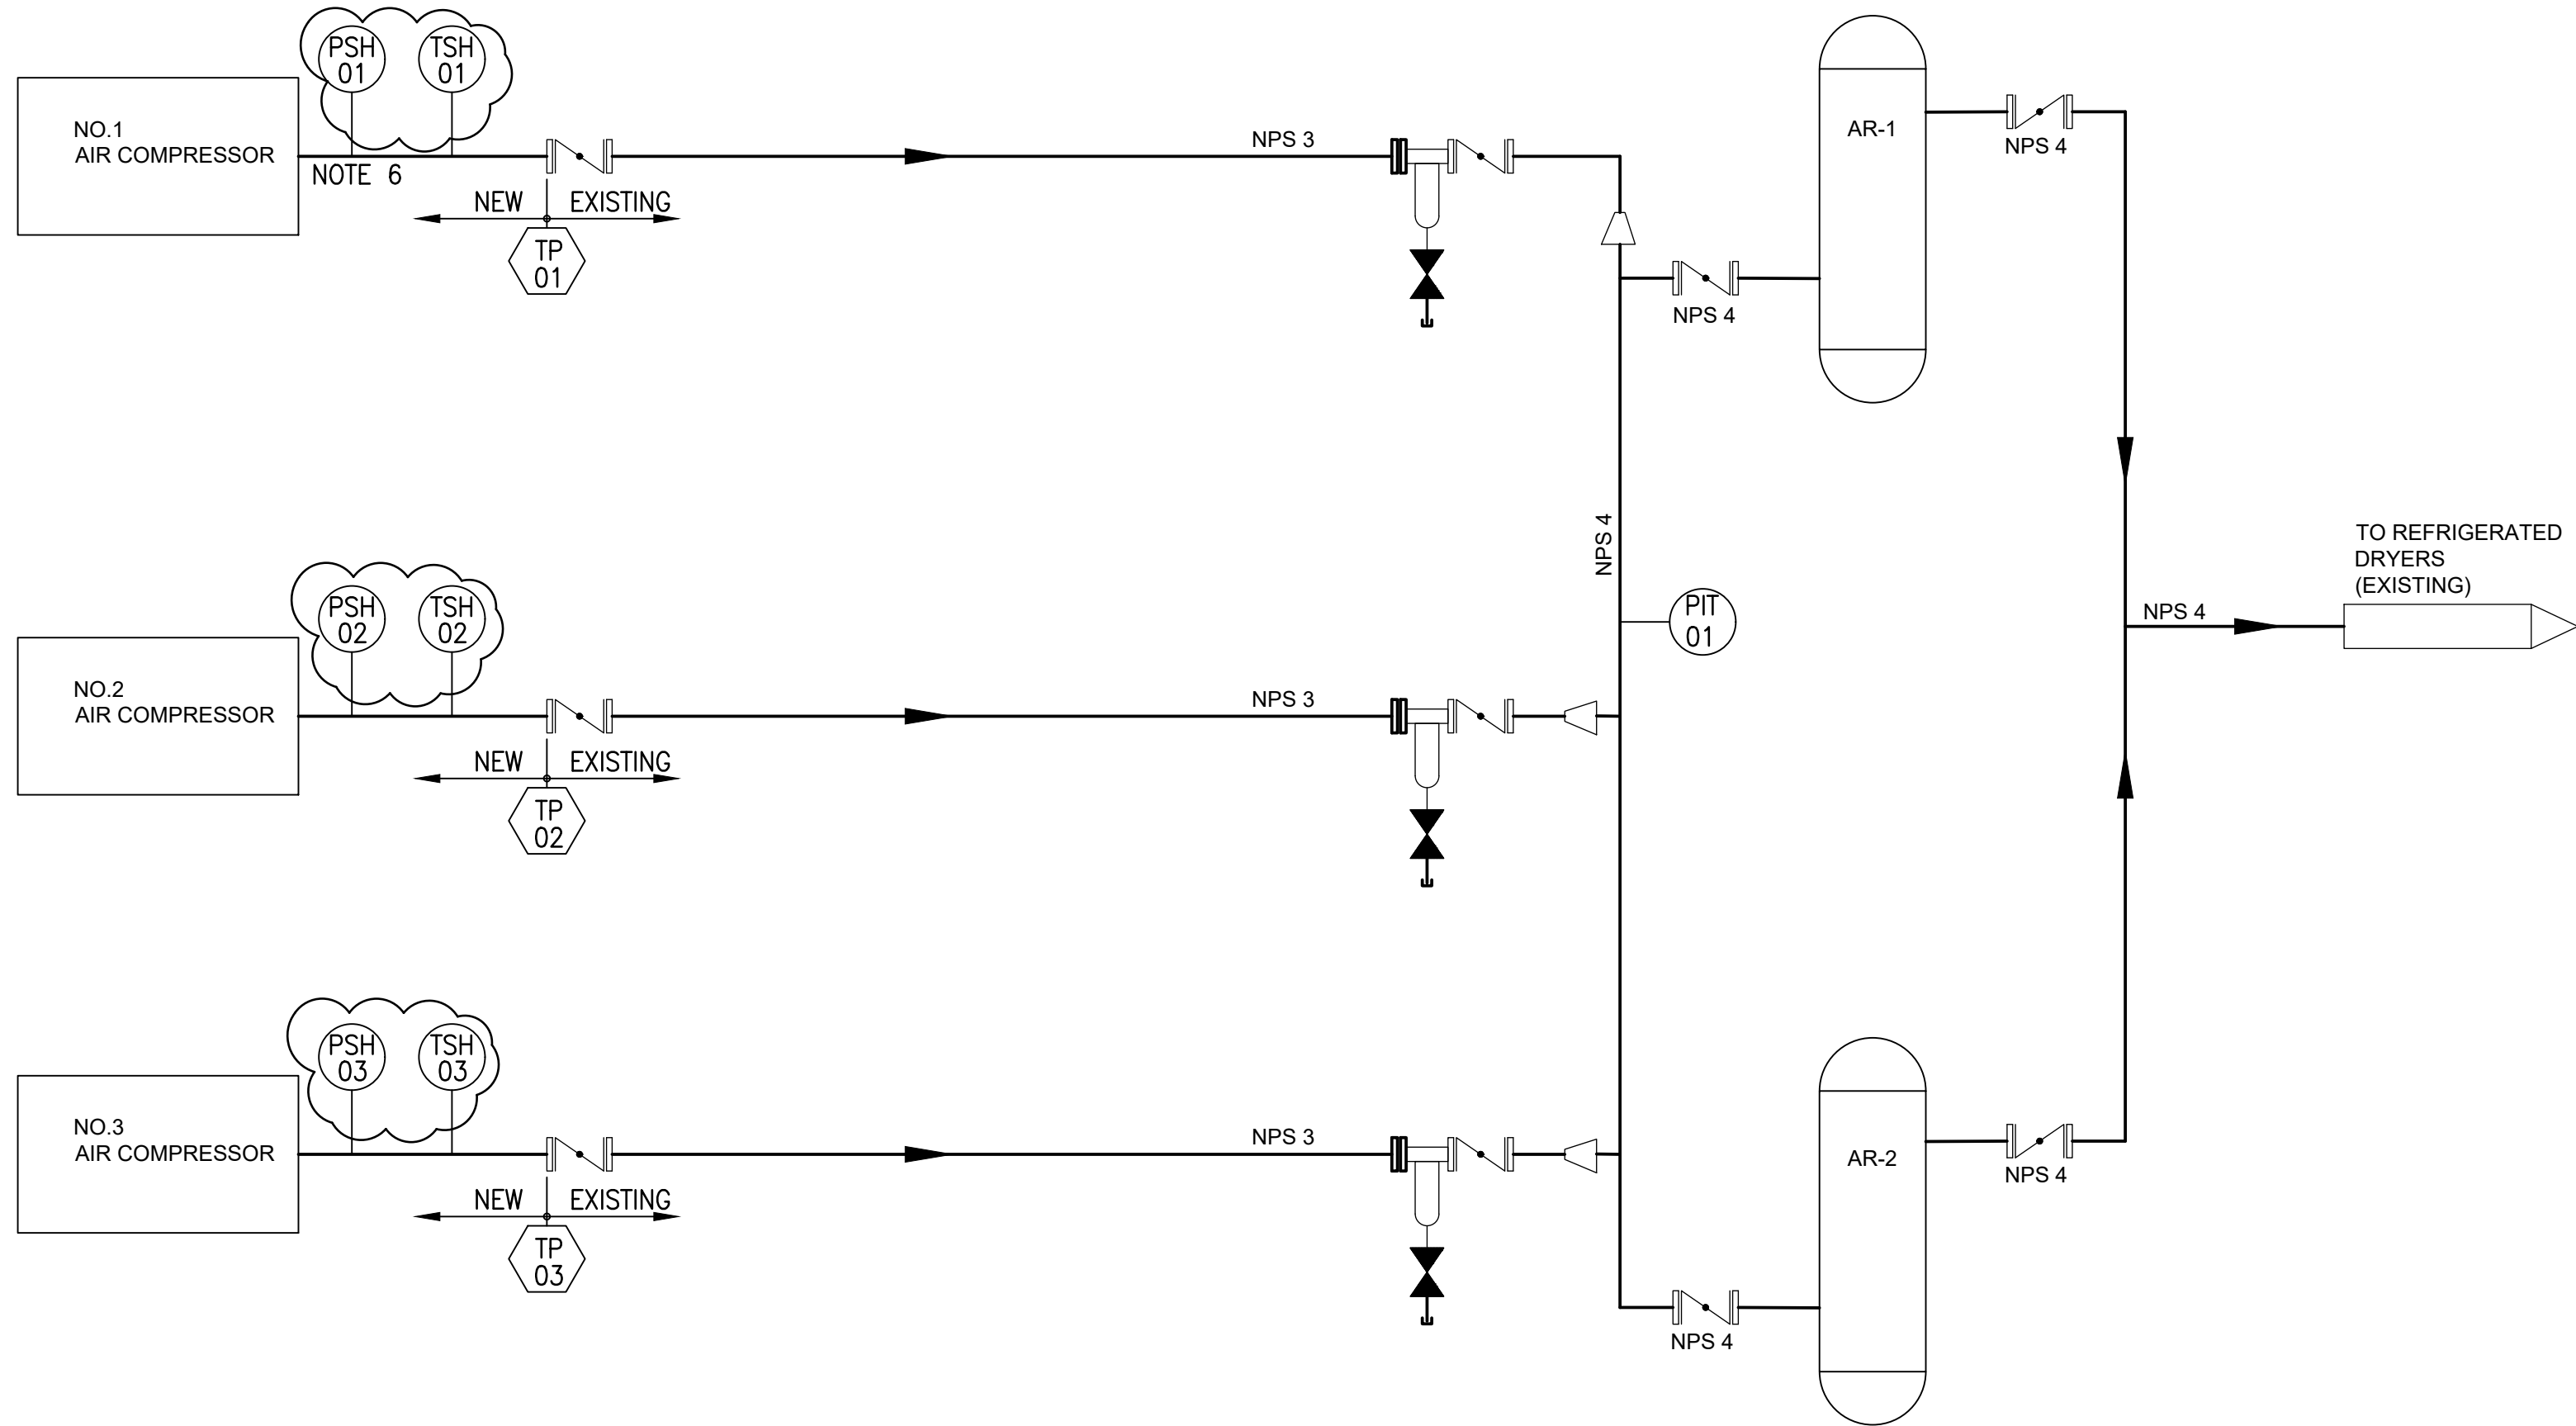 PSH
01
TSH
01
NO.1
AIR COMPRESSOR
NOTE 6
NEW
EXISTING
TP
01
NPS 3
NPS 4
AR-1
NPS 4
NPS 4
PSH
02
TSH
02
NO.2
AIR COMPRESSOR
NEW
EXISTING
TP
02
NPS 3
PIT
01
NPS 4
TO REFRIGERATED
DRYERS
(EXISTING)
PSH
03
TSH
03
NO.3
AIR COMPRESSOR
NEW
EXISTING
TP
03
NPS 3
NPS 4
AR-2
NPS 4